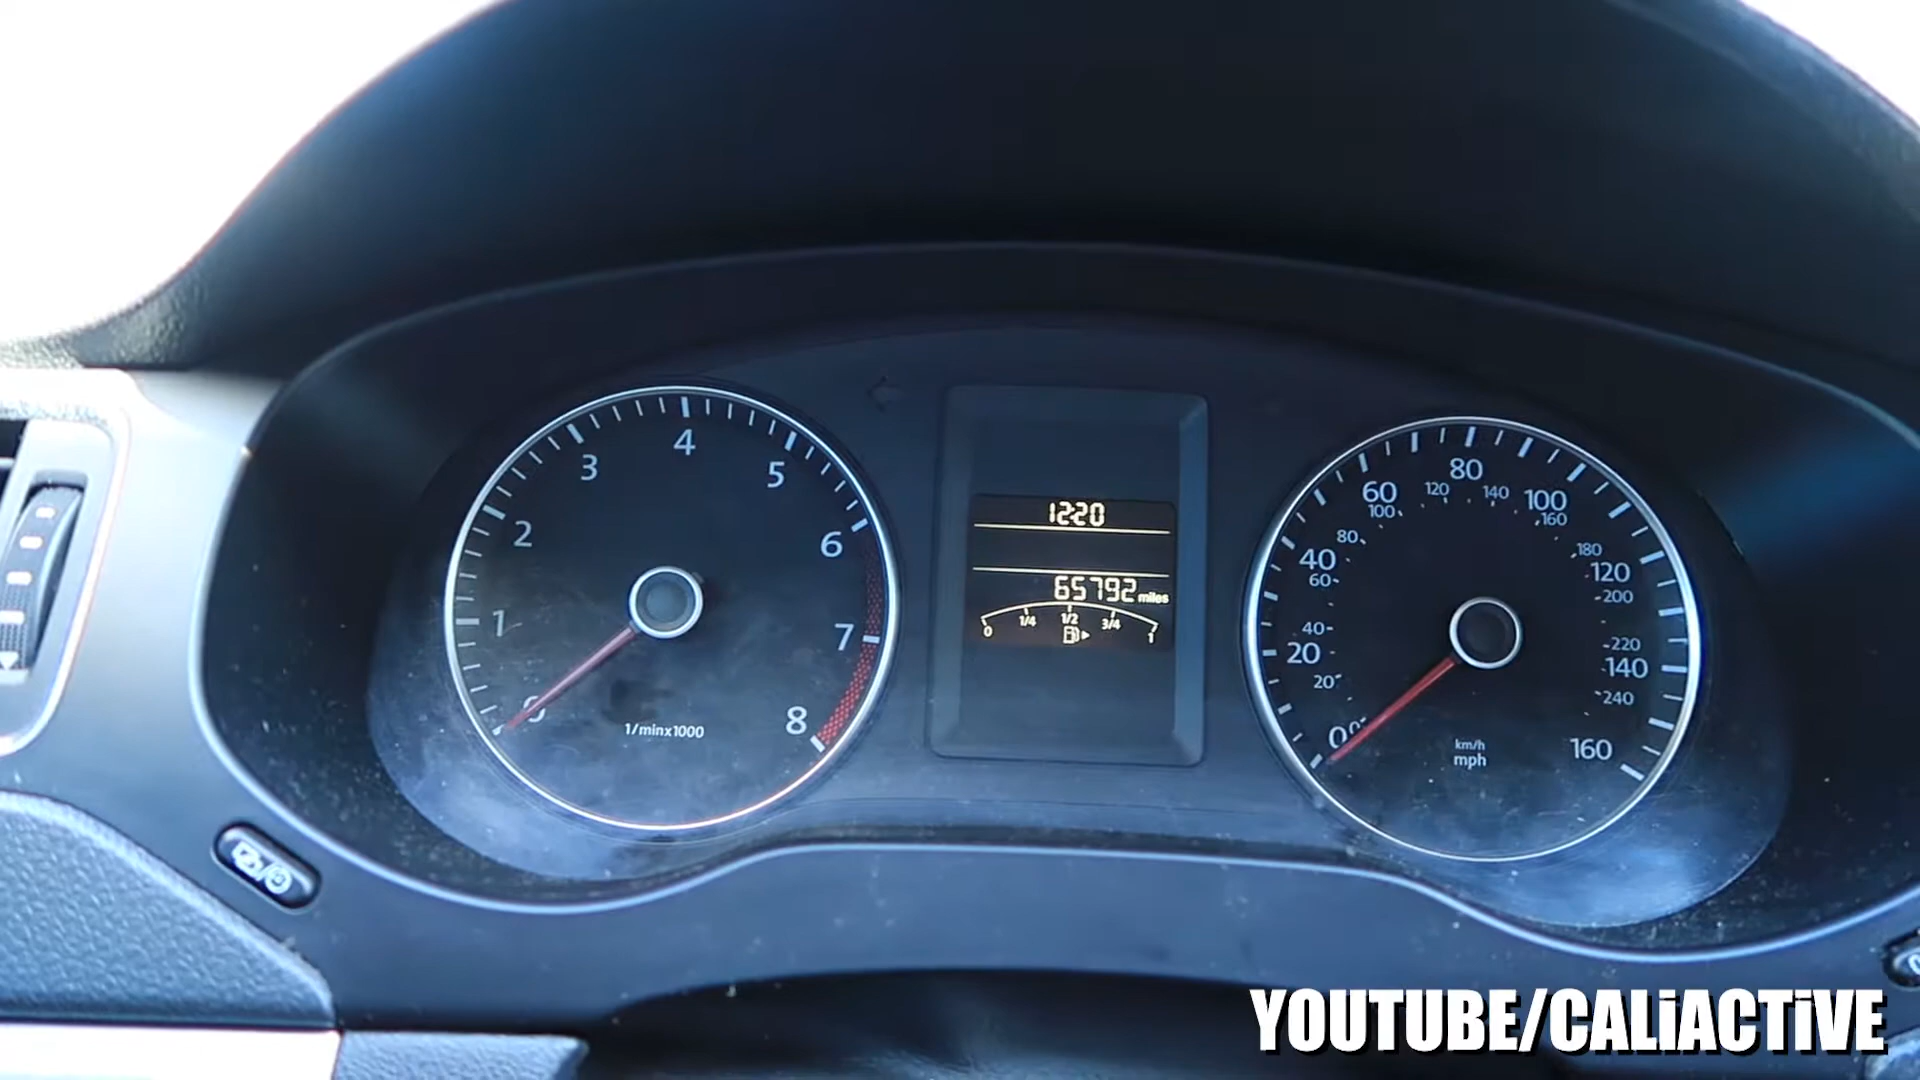 0
1
2
3
4
5
6
7
8
1/minx1000
12:20
65792 miles
0 1/4 1/2 3/4 1
0 20 40 60 80 100 120 140 160
20 40 60 80 100 120 140 160 180 200 220 240
km/h
mph
YOUTUBE/CALiACTiVE